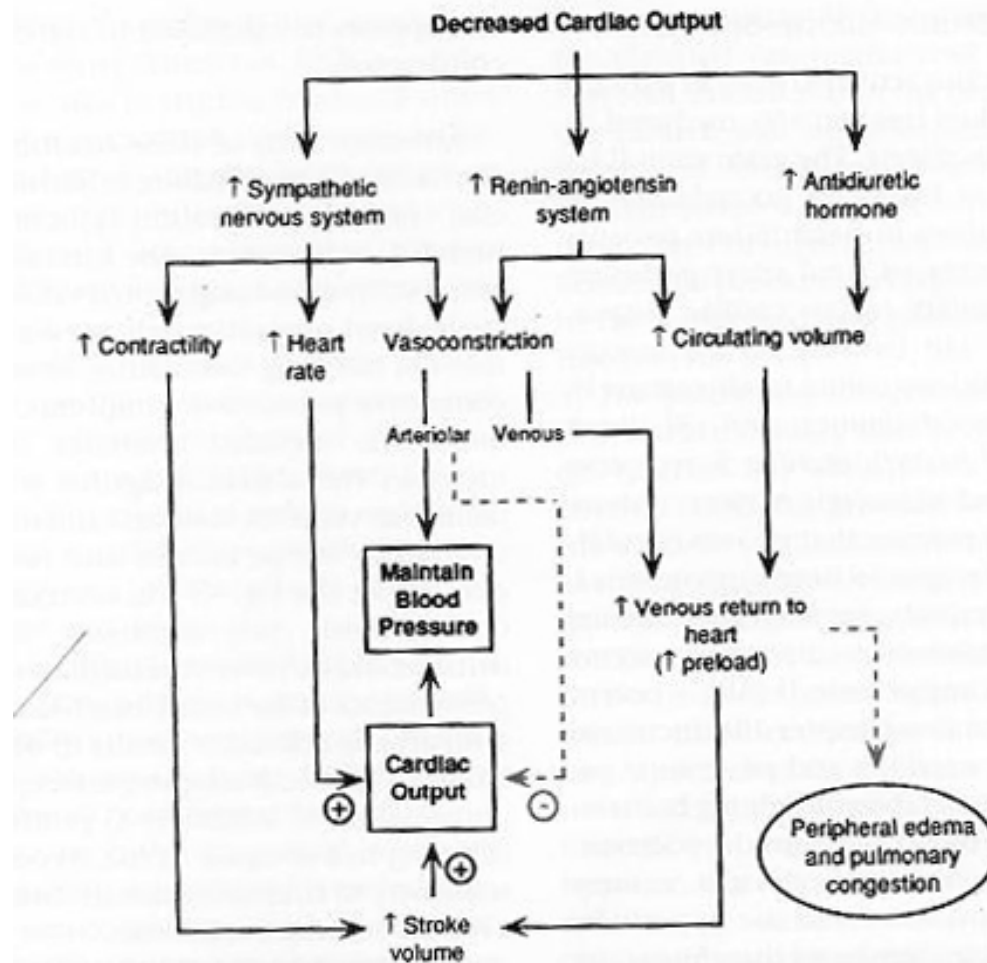 Decreased Cardiac Output
↑ Sympathetic
nervous system
↑ Renin-angiotensin
system
↑ Antidiuretic
hormone
↑ Contractility
↑ Heart
rate
Vasoconstriction
↑ Circulating volume
Arteriolar
Venous
Maintain
Blood
Pressure
↑ Venous return to
heart
(↑ preload)
Cardiac
Output
+
-
Peripheral edema
and pulmonary
congestion
+
↑ Stroke
volume